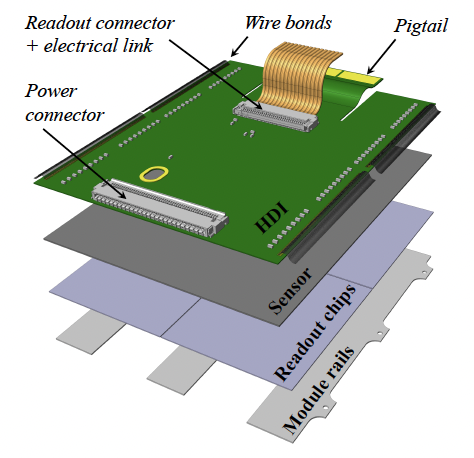 Readout connector
+ electrical link
Wire bonds
Pigtail
Power
connector
HDI
Sensor
Readout chips
Module rails